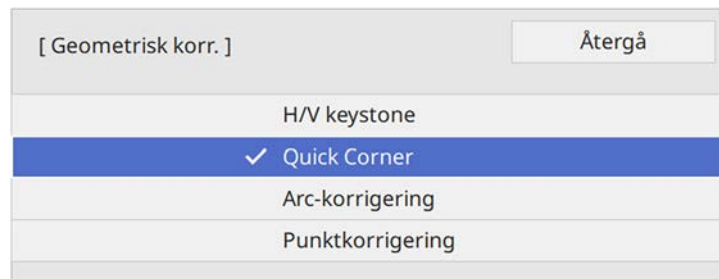 [ Geometrisk korr. ]
Återgå
H/V keystone
Quick Corner
Arc-korrigering
Punktkorrigering